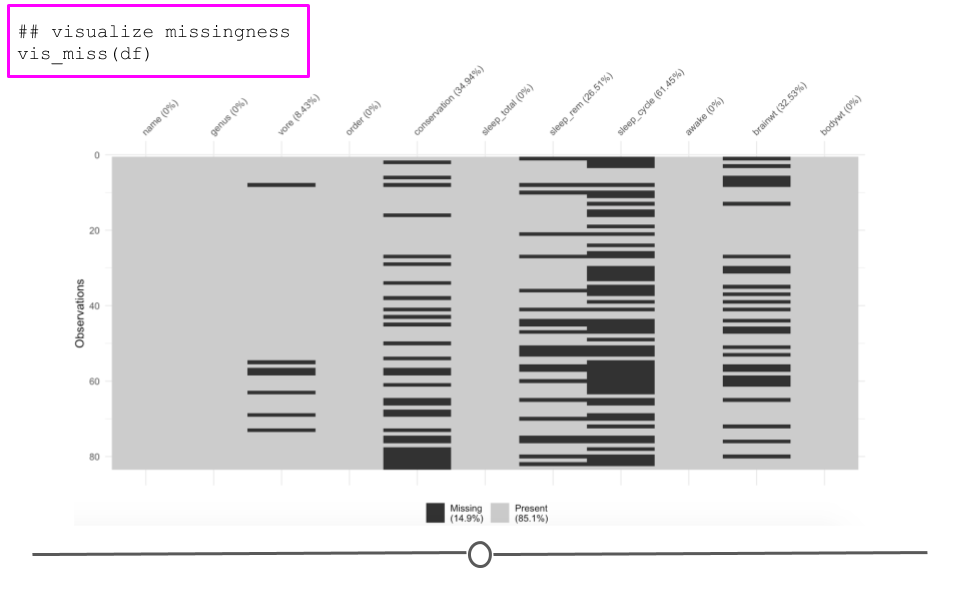 ## visualize missingness
vis_miss(df)
name (0%)
genus (0%)
vore (8.43%)
order (0%)
conservation (34.94%)
sleep_total (0%)
sleep_rem (26.51%)
sleep_cycle (61.45%)
awake (0%)
brainwt (32.53%)
bodywt (0%)
0
20
40
60
80
Observations
Missing
(14.9%)
Present
(85.1%)